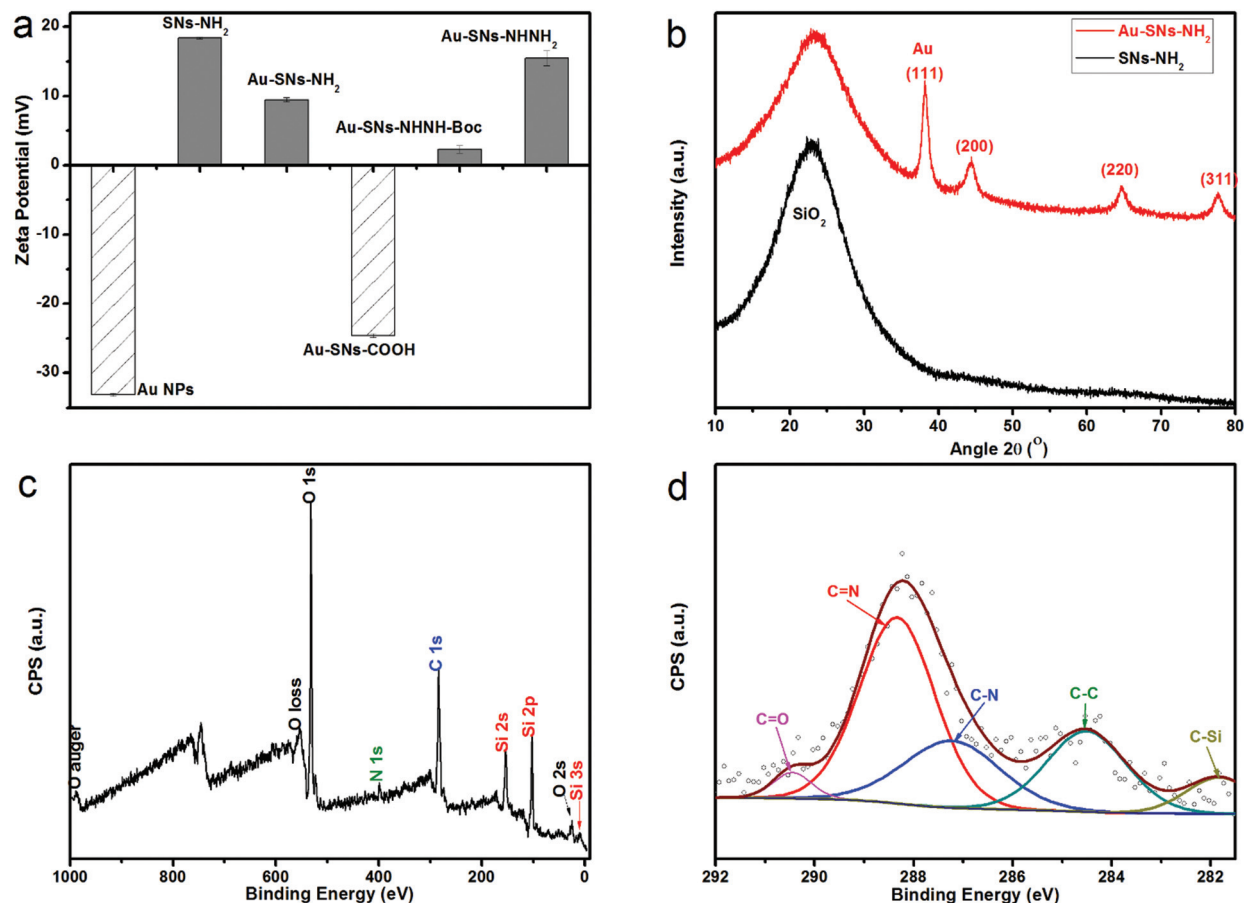 a
20
10
0
-10
-20
-30
Zeta Potential (mV)
SNs-NH₂
Au-SNs-NH₂
Au-SNs-NHNH-Boc
Au-SNs-NHNH₂
Au NPs
Au-SNs-COOH
b
Au-SNs-NH₂
SNs-NH₂
Au
(111)
(200)
(220)
(311)
SiO₂
Intensity (a.u.)
10 20 30 40 50 60 70 80
Angle 2θ (°)
c
O auger
O loss
O 1s
N 1s
C 1s
Si 2s
Si 2p
O 2s
Si 3s
CPS (a.u.)
1000 800 600 400 200 0
Binding Energy (eV)
d
C=O
C=N
C-N
C-C
C-Si
CPS (a.u.)
292 290 288 286 284 282
Binding Energy (eV)